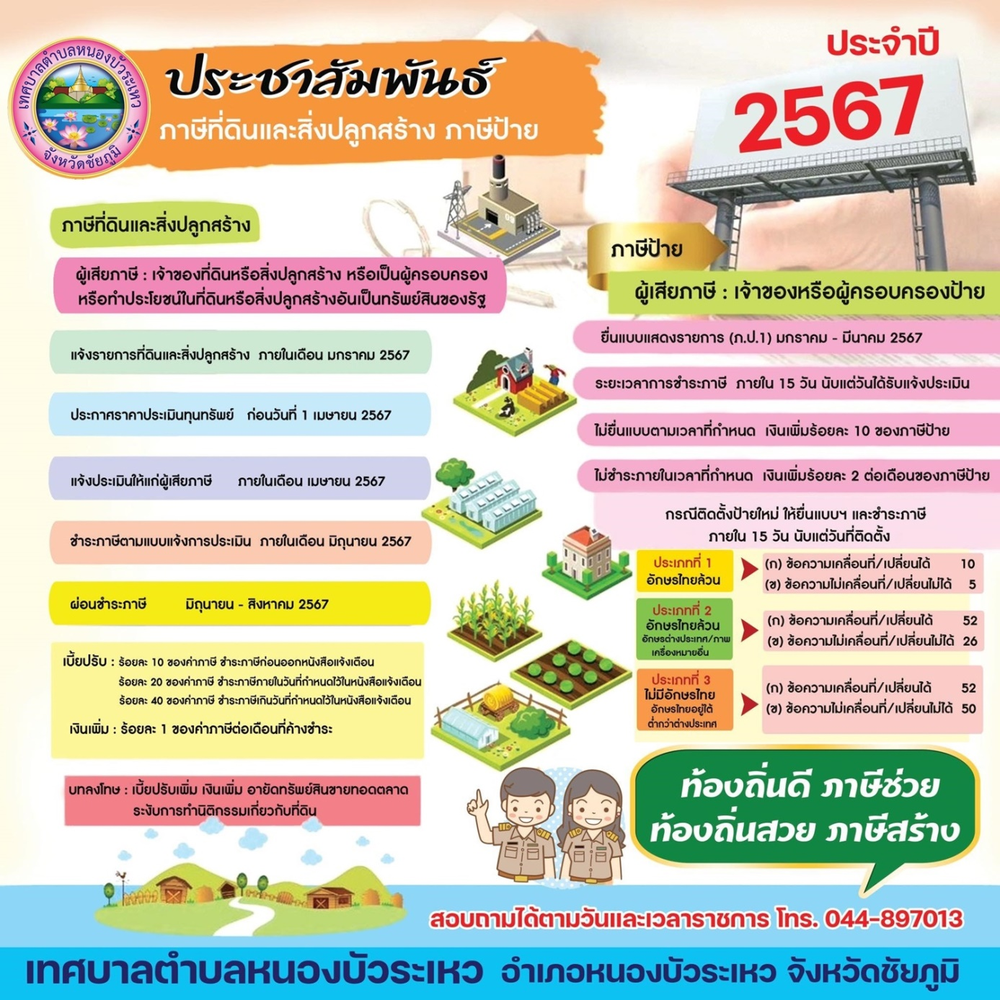 เทศบาลตำบลหนองบัวระเหว
จังหวัดชัยภูมิ
ประชาสัมพันธ์
ภาษีที่ดินและสิ่งปลูกสร้าง ภาษีป้าย
ประจำปี
2567
ภาษีที่ดินและสิ่งปลูกสร้าง
ผู้เสียภาษี : เจ้าของที่ดินหรือสิ่งปลูกสร้าง หรือเป็นผู้ครอบครอง
หรือทำประโยชน์ในที่ดินหรือสิ่งปลูกสร้างอันเป็นทรัพย์สินของรัฐ
แจ้งรายการที่ดินและสิ่งปลูกสร้าง ภายในเดือน มกราคม 2567
ประกาศราคาประเมินทุนทรัพย์ ก่อนวันที่ 1 เมษายน 2567
แจ้งประเมินให้แก่ผู้เสียภาษี ภายในเดือน เมษายน 2567
ชำระภาษีตามแบบแจ้งการประเมิน ภายในเดือน มิถุนายน 2567
ผ่อนชำระภาษี มิถุนายน - สิงหาคม 2567
เบี้ยปรับ : ร้อยละ 10 ของค่าภาษี ชำระภาษีก่อนออกหนังสือแจ้งเตือน
ร้อยละ 20 ของค่าภาษี ชำระภาษีภายในวันที่กำหนดไว้ในหนังสือแจ้งเตือน
ร้อยละ 40 ของค่าภาษี ชำระภาษีเกินวันที่กำหนดไว้ในหนังสือแจ้งเตือน
เงินเพิ่ม : ร้อยละ 1 ของค่าภาษีต่อเดือนที่ค้างชำระ
บทลงโทษ : เบี้ยปรับเพิ่ม เงินเพิ่ม อายัดทรัพย์สินขายทอดตลาด
ระงับการทำนิติกรรมเกี่ยวกับที่ดิน
ภาษีป้าย
ผู้เสียภาษี : เจ้าของหรือผู้ครอบครองป้าย
ยื่นแบบแสดงรายการ (ภ.ป.1) มกราคม - มีนาคม 2567
ระยะเวลาการชำระภาษี ภายใน 15 วัน นับแต่วันได้รับแจ้งประเมิน
ไม่ยื่นแบบตามเวลาที่กำหนด เงินเพิ่มร้อยละ 10 ของภาษีป้าย
ไม่ชำระภายในเวลาที่กำหนด เงินเพิ่มร้อยละ 2 ต่อเดือนของภาษีป้าย
กรณีติดตั้งป้ายใหม่ ให้ยื่นแบบฯ และชำระภาษี
ภายใน 15 วัน นับแต่วันที่ติดตั้ง
ประเภทที่ 1
อักษรไทยล้วน
(ก) ข้อความเคลื่อนที่/เปลี่ยนได้ 10
(ข) ข้อความไม่เคลื่อนที่/เปลี่ยนไม่ได้ 5
ประเภทที่ 2
อักษรไทยล้วน
อักษรต่างประเทศ/ภาพ
เครื่องหมายอื่น
(ก) ข้อความเคลื่อนที่/เปลี่ยนได้ 52
(ข) ข้อความไม่เคลื่อนที่/เปลี่ยนไม่ได้ 26
ประเภทที่ 3
ไม่มีอักษรไทย
อักษรไทยอยู่ใต้
ต่ำกว่าต่างประเทศ
(ก) ข้อความเคลื่อนที่/เปลี่ยนได้ 52
(ข) ข้อความไม่เคลื่อนที่/เปลี่ยนไม่ได้ 50
ท้องถิ่นดี ภาษีช่วย
ท้องถิ่นสวย ภาษีสร้าง
สอบถามได้ตามวันและเวลาราชการ โทร. 044-897013
เทศบาลตำบลหนองบัวระเหว อำเภอหนองบัวระเหว จังหวัดชัยภูมิ